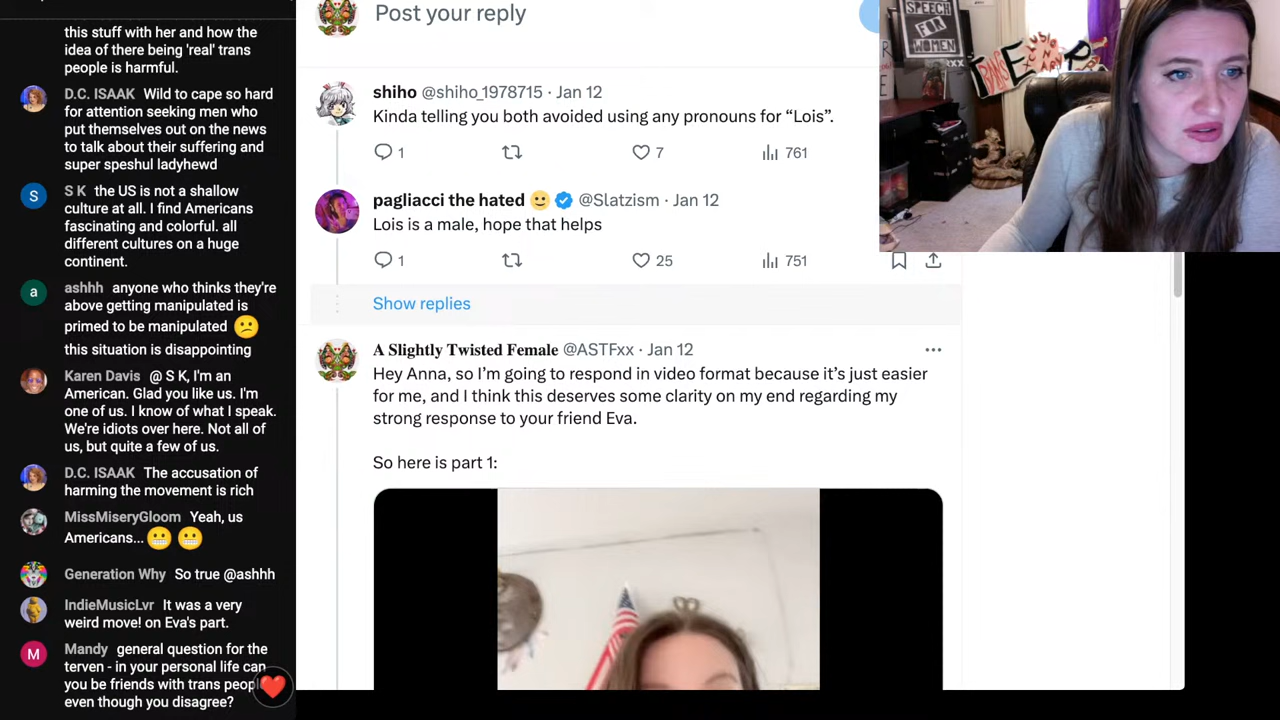 this stuff with her and how the
idea of there being 'real' trans
people is harmful.
D.C. ISAAK Wild to cape so hard
for attention seeking men who
put themselves out on the news
to talk about their suffering and
super speshul ladyhewd
S
S K the US is not a shallow
culture at all. I find Americans
fascinating and colorful. all
different cultures on a huge
continent.
a
ashhh anyone who thinks they're
above getting manipulated is
primed to be manipulated 😕
this situation is disappointing
Karen Davis @ S K, I'm an
American. Glad you like us. I'm
one of us. I know of what I speak.
We're idiots over here. Not all of
us, but quite a few of us.
D.C. ISAAK The accusation of
harming the movement is rich
MissMiseryGloom Yeah, us
Americans... 😬 😬
Generation Why So true @ashhh
IndieMusicLvr It was a very
weird move! on Eva's part.
M
Mandy general question for the
terven - in your personal life can
you be friends with trans peopl
even though you disagree?
Post your reply
shiho @shiho_1978715 · Jan 12
Kinda telling you both avoided using any pronouns for “Lois”.
1 7 761
pagliacci the hated 🙂 @Slatzism · Jan 12
Lois is a male, hope that helps
1 25 751
Show replies
A Slightly Twisted Female @ASTFxx · Jan 12
Hey Anna, so I’m going to respond in video format because it’s just easier
for me, and I think this deserves some clarity on my end regarding my
strong response to your friend Eva.
So here is part 1:
SPEECH
FOR
WOMEN